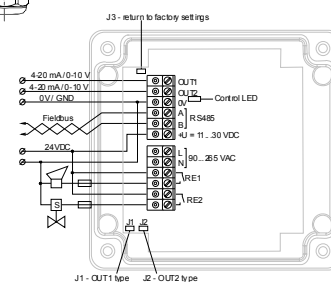 J3 - return to factory settings
4-20 mA/0-10 V
4-20 mA/0-10 V
0V/ GND
Fieldbus
24VDC
OUT1
OUT2
0V
Control LED
A
B
RS485
+U = 11...30 VDC
L
N
90...265 VAC
RE1
RE2
S
J1 J2
J1 - OUT1 type J2 - OUT2 type